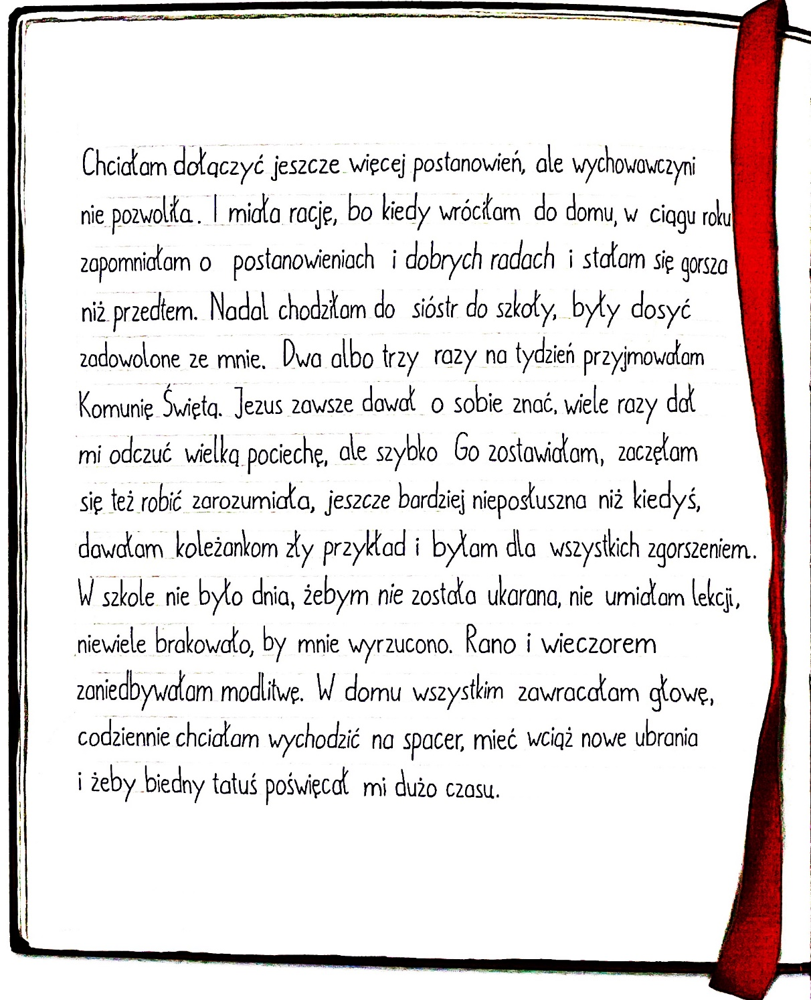 Chciałam dołączyć jeszcze więcej postanowień, ale wychowawczyni
nie pozwoliła. I miała rację, bo kiedy wróciłam do domu, w ciągu roku
zapomniałam o postanowieniach i dobrych radach i stałam się gorsza
niż przedtem. Nadal chodziłam do sióstr do szkoły, były dosyć
zadowolone ze mnie. Dwa albo trzy razy na tydzień przyjmowałam
Komunię Świętą. Jezus zawsze dawał o sobie znać, wiele razy dał
mi odczuć wielką pociechę, ale szybko Go zostawiałam, zaczęłam
się też robić zarozumiała, jeszcze bardziej nieposłuszna niż kiedyś,
dawałam koleżankom zły przykład i byłam dla wszystkich zgorszeniem.
W szkole nie było dnia, żebym nie została ukarana, nie umiałam lekcji,
niewiele brakowało, by mnie wyrzucono. Rano i wieczorem
zaniedbywałam modlitwę. W domu wszystkim zawracałam głowę,
codziennie chciałam wychodzić na spacer, mieć wciąż nowe ubrania
i żeby biedny tatuś poświęcał mi dużo czasu.